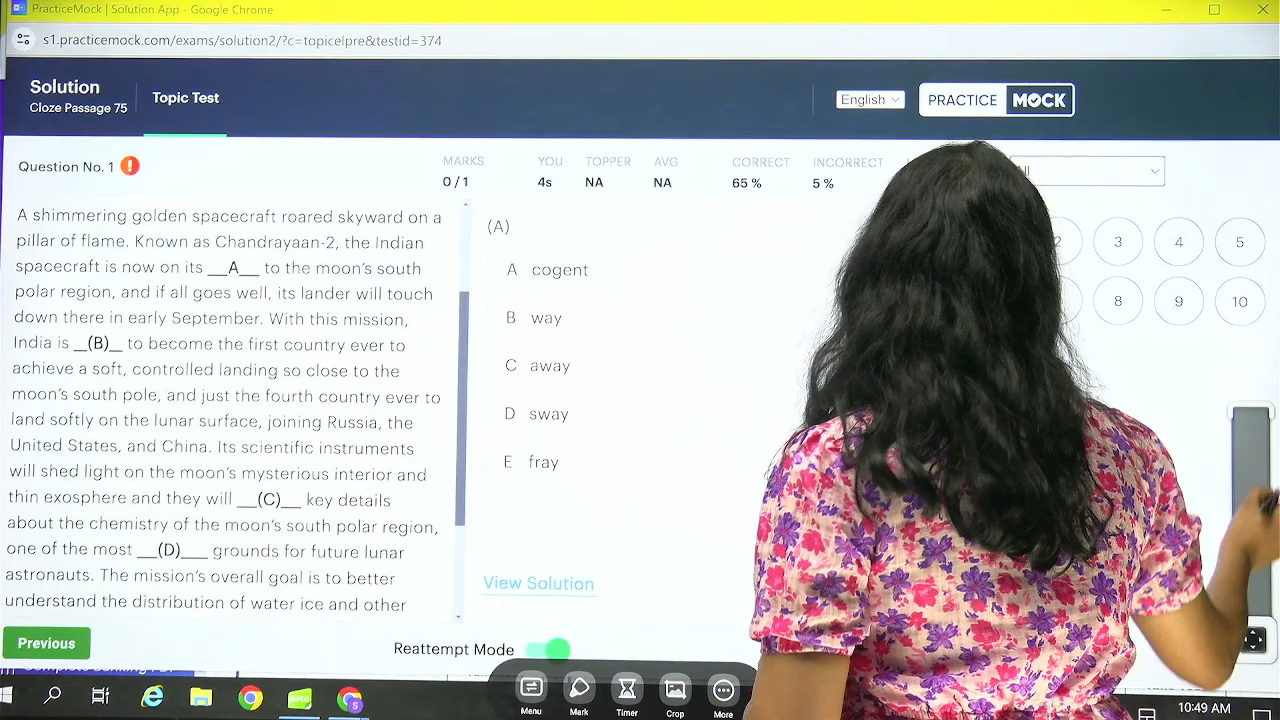 PracticeMock | Solution App - Google Chrome
s1.practicemock.com/exams/solution2/?c=topice|pre&testid=374
Solution
Cloze Passage 75
Topic Test
English
PRACTICE MOCK
Question No. 1
MARKS
0 / 1
YOU
4s
TOPPER
NA
AVG
NA
CORRECT
65 %
INCORRECT
5 %
A shimmering golden spacecraft roared skyward on a
pillar of flame. Known as Chandrayaan-2, the Indian
spacecraft is now on its __A__ to the moon's south
polar region, and if all goes well, its lander will touch
down there in early September. With this mission,
India is _(B)_ to become the first country ever to
achieve a soft, controlled landing so close to the
moon's south pole, and just the fourth country ever to
land softly on the lunar surface, joining Russia, the
United States, and China. Its scientific instruments
will shed light on the moon's mysterious interior and
thin exosphere and they will __(C)__ key details
about the chemistry of the moon's south polar region,
one of the most __(D)___ grounds for future lunar
astronauts. The mission's overall goal is to better
understand the distribution of water ice and other
(A)
A cogent
B way
C away
D sway
E fray
View Solution
2
3
4
5
8
9
10
Previous
Reattempt Mode
Menu
Mark
Timer
Crop
More
10:49 AM